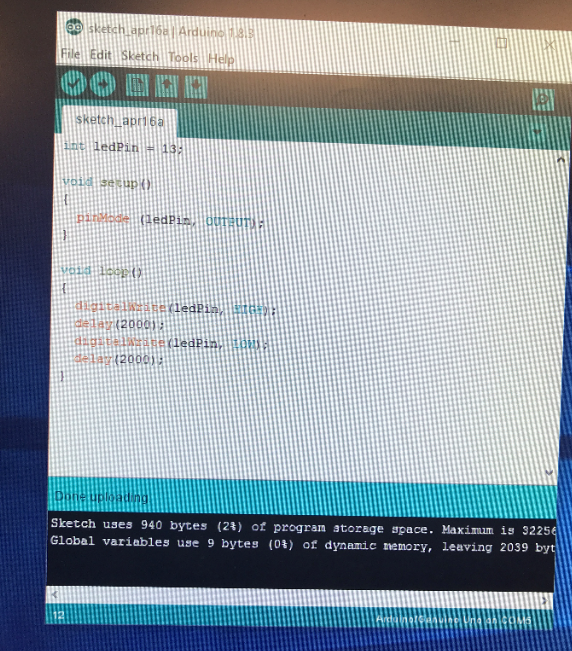 sketch_apr16a | Arduino 1.8.3
File Edit Sketch Tools Help
sketch_apr16a
int ledPin = 13;
void setup()
{
pinMode (ledPin, OUTPUT);
}
void loop()
{
digitalWrite(ledPin, HIGH);
delay(2000);
digitalWrite(ledPin, LOW);
delay(2000);
}
Done uploading.
Sketch uses 940 bytes (2%) of program storage space. Maximum is 32256
Global variables use 9 bytes (0%) of dynamic memory, leaving 2039 byt
12
Arduino/Genuino Uno on COM5